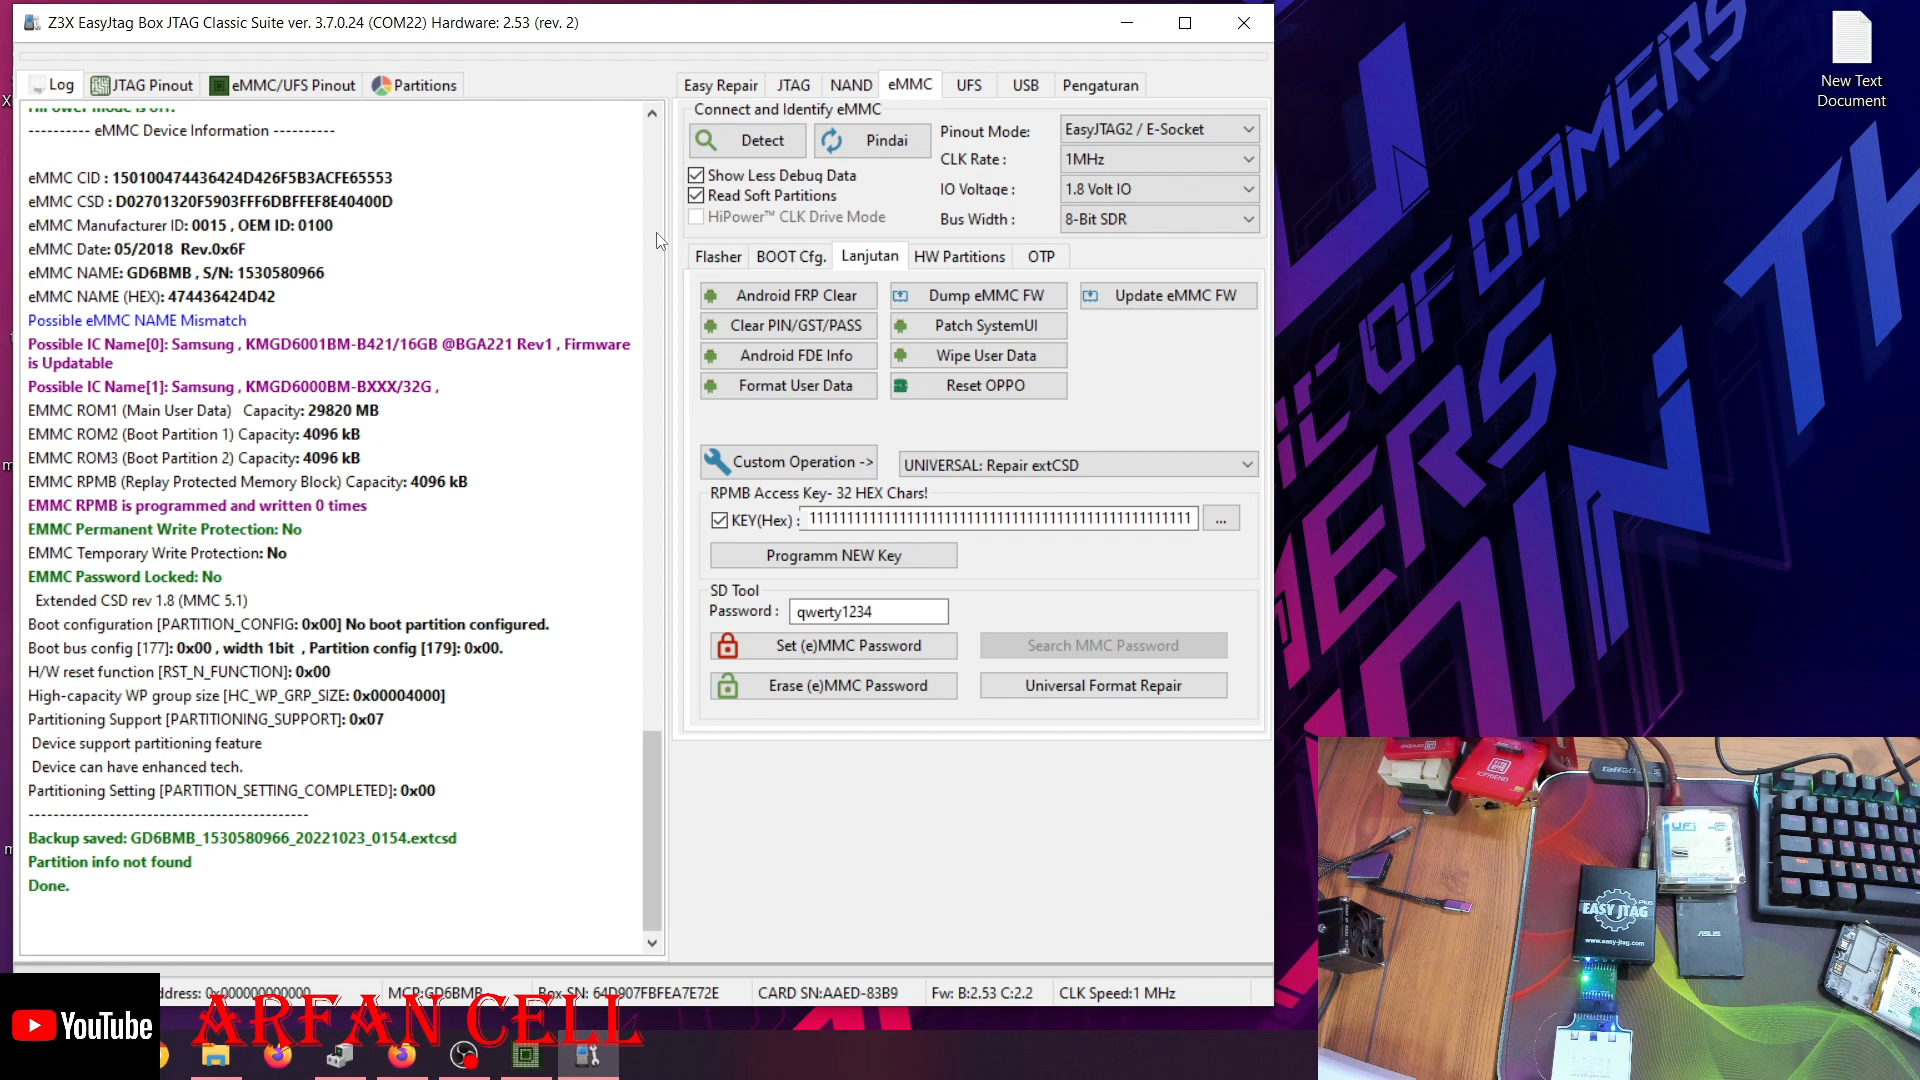 Z3X EasyJtag Box JTAG Classic Suite ver. 3.7.0.24 (COM22) Hardware: 2.53 (rev. 2)
Log
JTAG Pinout
eMMC/UFS Pinout
Partitions
HiPower mode is off.
---------- eMMC Device Information ----------
eMMC CID : 150100474436424D426F5B3ACFE65553
eMMC CSD : D02701320F5903FFF6DBFFEF8E40400D
eMMC Manufacturer ID: 0015 , OEM ID: 0100
eMMC Date: 05/2018  Rev.0x6F
eMMC NAME: GD6BMB , S/N: 1530580966
eMMC NAME (HEX): 474436424D42
Possible eMMC NAME Mismatch
Possible IC Name[0]: Samsung , KMGD6001BM-B421/16GB @BGA221 Rev1 , Firmware
is Updatable
Possible IC Name[1]: Samsung , KMGD6000BM-BXXX/32G ,
EMMC ROM1 (Main User Data)   Capacity: 29820 MB
EMMC ROM2 (Boot Partition 1) Capacity: 4096 kB
EMMC ROM3 (Boot Partition 2) Capacity: 4096 kB
EMMC RPMB (Replay Protected Memory Block) Capacity: 4096 kB
EMMC RPMB is programmed and written 0 times
EMMC Permanent Write Protection: No
EMMC Temporary Write Protection: No
EMMC Password Locked: No
Extended CSD rev 1.8 (MMC 5.1)
Boot configuration [PARTITION_CONFIG: 0x00] No boot partition configured.
Boot bus config [177]: 0x00 , width 1bit  , Partition config [179]: 0x00.
H/W reset function [RST_N_FUNCTION]: 0x00
High-capacity WP group size [HC_WP_GRP_SIZE: 0x00004000]
Partitioning Support [PARTITIONING_SUPPORT]: 0x07
Device support partitioning feature
Device can have enhanced tech.
Partitioning Setting [PARTITION_SETTING_COMPLETED]: 0x00
-----------------------------------------------
Backup saved: GD6BMB_1530580966_20221023_0154.extcsd
Partition info not found
Done.
Easy Repair
JTAG
NAND
eMMC
UFS
USB
Pengaturan
Connect and Identify eMMC
Detect
Pindai
Show Less Debug Data
Read Soft Partitions
HiPower™ CLK Drive Mode
Pinout Mode:
EasyJTAG2 / E-Socket
CLK Rate :
1MHz
IO Voltage :
1.8 Volt IO
Bus Width :
8-Bit SDR
Flasher
BOOT Cfg.
Lanjutan
HW Partitions
OTP
Android FRP Clear
Dump eMMC FW
Update eMMC FW
Clear PIN/GST/PASS
Patch SystemUI
Android FDE Info
Wipe User Data
Format User Data
Reset OPPO
Custom Operation ->
UNIVERSAL: Repair extCSD
RPMB Access Key- 32 HEX Chars!
KEY(Hex) :
...
Programm NEW Key
SD Tool
Password :
qwerty1234
Set (e)MMC Password
Search MMC Password
Erase (e)MMC Password
Universal Format Repair
ddress: 0x000000000000
MCP:GD6BMB
Box SN: 64D907FBFEA7E72E
CARD SN:AAED-83B9
Fw: B:2.53 C:2.2
CLK Speed:1 MHz
YouTube
ARFAN CELL
New Text
Document
OF GAMERS
taffGO
UFi
EASY JTAG
plus
www.easy-jtag.com
ASUS
ICFRIEND